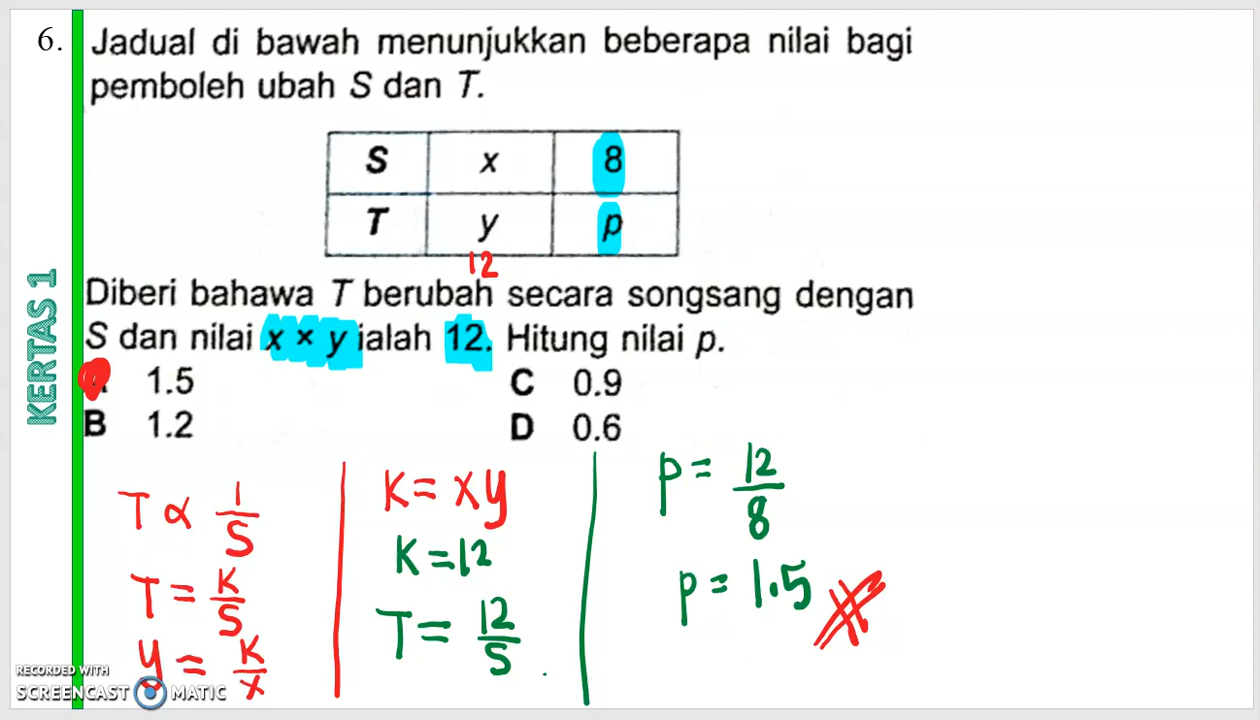 6. Jadual di bawah menunjukkan beberapa nilai bagi
pemboleh ubah S dan T.
S x 8
T y p
12
Diberi bahawa T berubah secara songsang dengan
S dan nilai x × y ialah 12. Hitung nilai p.
A 1.5 C 0.9
B 1.2 D 0.6
KERTAS 1
T ∝ 1/S
T = K/S
y = K/x
K = xy
K = 12
T = 12/S
p = 12/8
p = 1.5
RECORDED WITH
SCREENCAST MATIC